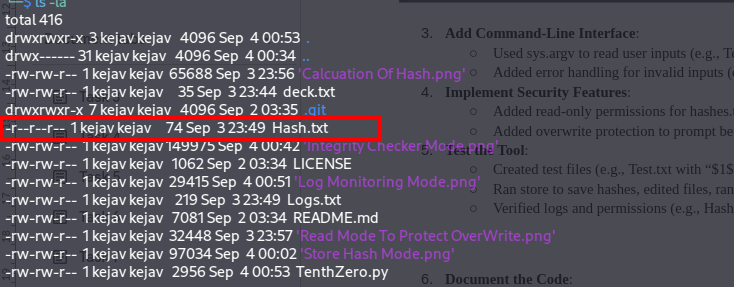 $ ls -la
total 416
drwxrwxr-x 3 kejav kejav 4096 Sep 4 00:53 .
drwx------ 31 kejav kejav 4096 Sep 4 00:34 ..
-rw-rw-r-- 1 kejav kejav 65688 Sep 3 23:56 'Calcuation Of Hash.png'
-rw-rw-r-- 1 kejav kejav 35 Sep 3 23:44 deck.txt
drwxrwxr-x 7 kejav kejav 4096 Sep 2 03:35 .git
-r--r--r-- 1 kejav kejav 74 Sep 3 23:49 Hash.txt
-rw-rw-r-- 1 kejav kejav 149975 Sep 4 00:42 'Integrity Checker Mode.png'
-rw-rw-r-- 1 kejav kejav 1062 Sep 2 03:34 LICENSE
-rw-rw-r-- 1 kejav kejav 29415 Sep 4 00:51 'Log Monitoring Mode.png'
-rw-rw-r-- 1 kejav kejav 219 Sep 3 23:49 Logs.txt
-rw-rw-r-- 1 kejav kejav 7081 Sep 2 03:34 README.md
-rw-rw-r-- 1 kejav kejav 32448 Sep 3 23:57 'Read Mode To Protect OverWrite.png'
-rw-rw-r-- 1 kejav kejav 97034 Sep 4 00:02 'Store Hash Mode.png'
-rw-rw-r-- 1 kejav kejav 2956 Sep 4 00:53 TenthZero.py
3. Add Command-Line Interface:
○ Used sys.argv to read user inputs (e.g.,
○ Added error handling for invalid inputs
4. Implement Security Features:
○ Added read-only permissions for hashes.
○ Added overwrite protection to prompt be
5. Test the Tool:
○ Created test files (e.g., Test.txt with “$1$
○ Ran store to save hashes, edited files, ran
○ Verified logs and permissions (e.g., Hash
6. Document the Code: